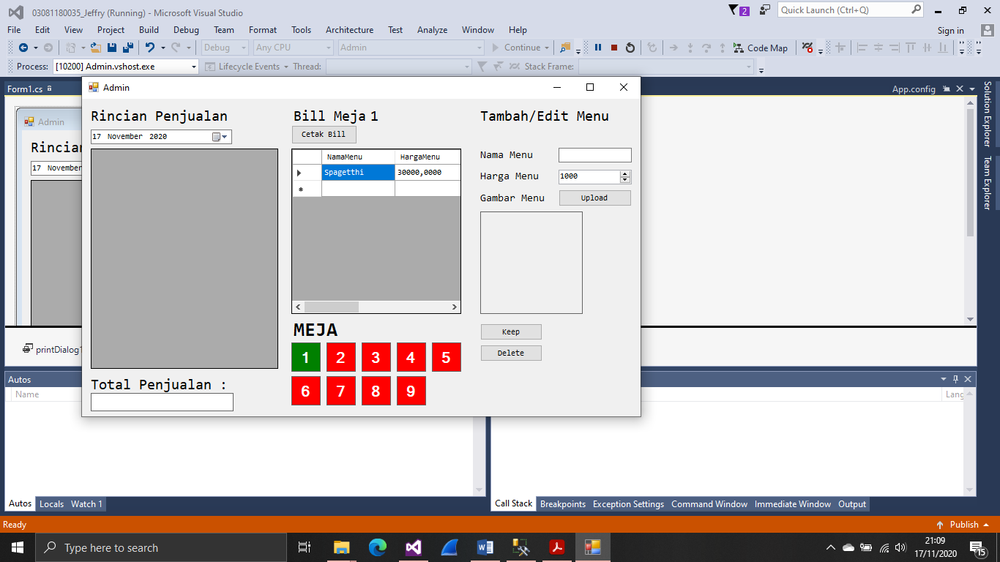 03081180035_Jeffry (Running) - Microsoft Visual Studio
2
Quick Launch (Ctrl+Q)
File Edit View Project Build Debug Team Format Tools Architecture Test Analyze Window Help
Sign in
Debug Any CPU Admin Continue Code Map
Process: [10200] Admin.vshost.exe Lifecycle Events Thread: Stack Frame:
Form1.cs
App.config
Solution Explorer
Team Explorer
Admin
Rincian
17 November
printDialog1
Admin
Rincian Penjualan
17 November 2020
Total Penjualan :
Bill Meja 1
Cetak Bill
NamaMenu HargaMenu
Spagetthi 30000,0000
MEJA
1 2 3 4 5
6 7 8 9
Tambah/Edit Menu
Nama Menu
Harga Menu 1000
Gambar Menu Upload
Keep
Delete
Autos
Name
Lang
Autos Locals Watch 1
Call Stack Breakpoints Exception Settings Command Window Immediate Window Output
Ready
Publish
Type here to search
21:09
17/11/2020
15